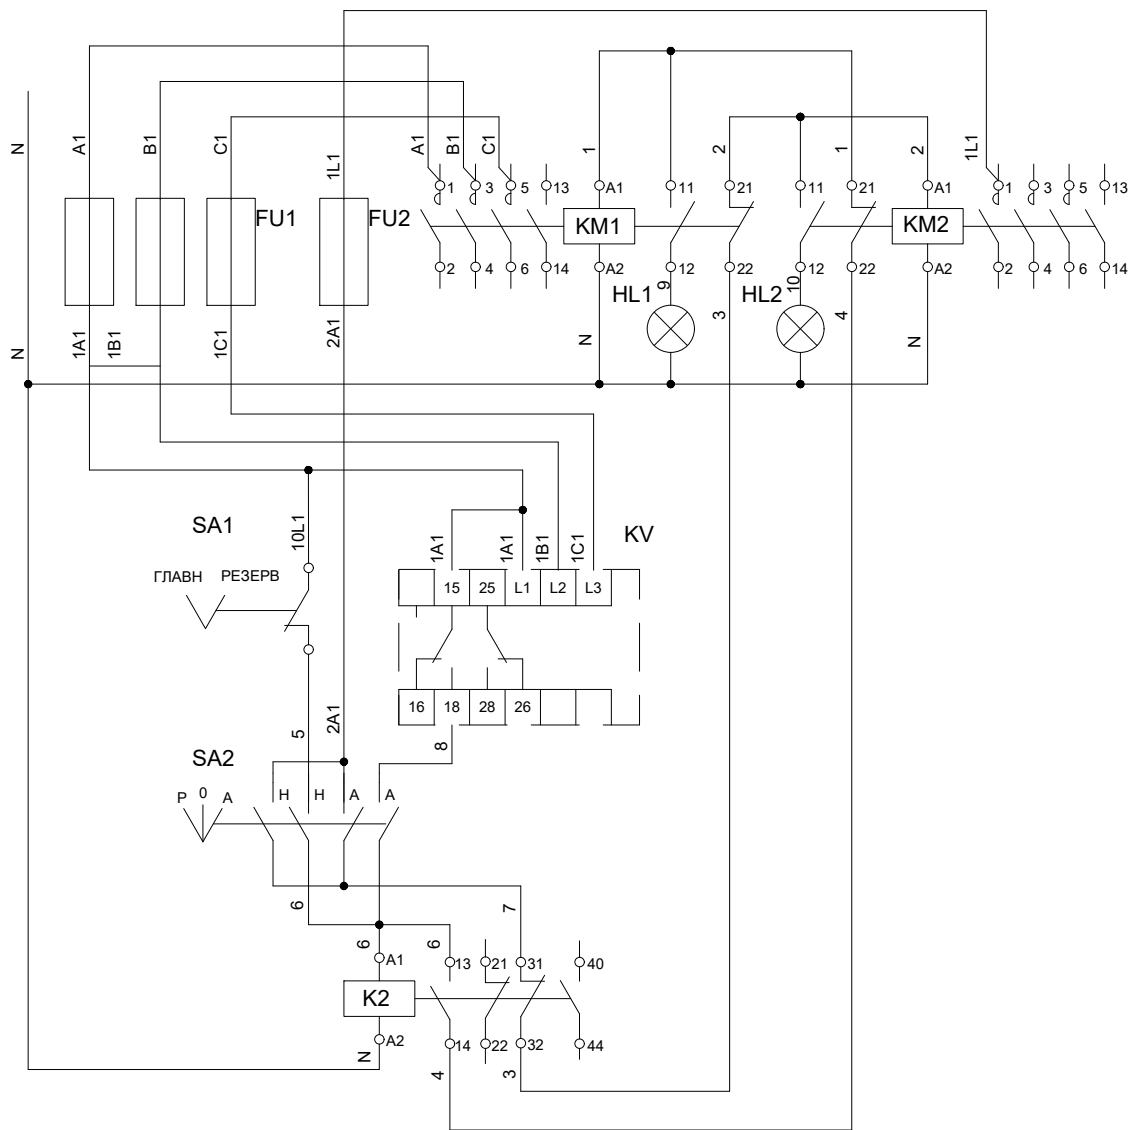 N A1 B1 C1 1L1 A1 B1 C1 1 2 1 2 1L1
1 3 5 13 A1 11 21 11 21 A1 1 3 5 13
FU1 FU2 KM1 KM2
2 4 6 14 A2 12 22 12 22 A2 2 4 6 14
HL1 9 HL2 10
N 1A1 1B1 1C1 2A1 N 3 4 N
SA1 10L1 1A1 1A1 1B1 1C1 KV
ГЛАВН РЕЗЕРВ
15 25 L1 L2 L3
16 18 28 26
5 2A1 8
SA2
P 0 A H H A A
6 7
6 6
A1 13 21 31 40
K2
A2 14 22 32 44
N 4 3